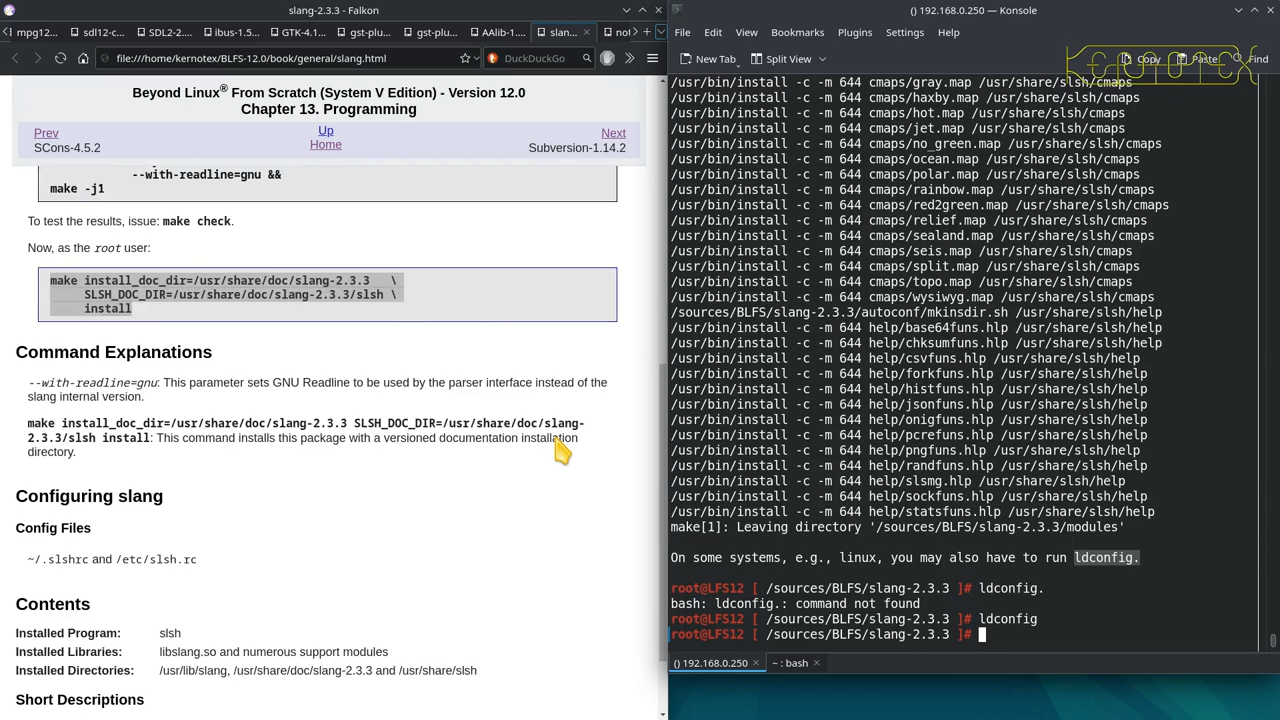 slang-2.3.3 - Falkon
mpg12...
sdl12-c...
SDL2-2....
ibus-1.5...
GTK-4.1...
gst-plu...
gst-plu...
AAlib-1....
slan...
no
file:///home/kernotex/BLFS-12.0/book/general/slang.html
DuckDuckGo
Beyond Linux® From Scratch (System V Edition) - Version 12.0
Chapter 13. Programming
Prev Up Next
SCons-4.5.2 Home Subversion-1.14.2
--with-readline=gnu &&
make -j1
To test the results, issue: make check.
Now, as the root user:
make install_doc_dir=/usr/share/doc/slang-2.3.3 \
SLSH_DOC_DIR=/usr/share/doc/slang-2.3.3/slsh \
install
Command Explanations
--with-readline=gnu: This parameter sets GNU Readline to be used by the parser interface instead of the
slang internal version.
make install_doc_dir=/usr/share/doc/slang-2.3.3 SLSH_DOC_DIR=/usr/share/doc/slang-
2.3.3/slsh install: This command installs this package with a versioned documentation installation
directory.
Configuring slang
Config Files
~/.slshrc and /etc/slsh.rc
Contents
Installed Program: slsh
Installed Libraries: libslang.so and numerous support modules
Installed Directories: /usr/lib/slang, /usr/share/doc/slang-2.3.3 and /usr/share/slsh
Short Descriptions
() 192.168.0.250 — Konsole
File Edit View Bookmarks Plugins Settings Help
New Tab Split View Copy Paste Find
kernotex
/usr/bin/install -c -m 644 cmaps/gray.map /usr/share/slsh/cmaps
/usr/bin/install -c -m 644 cmaps/haxby.map /usr/share/slsh/cmaps
/usr/bin/install -c -m 644 cmaps/hot.map /usr/share/slsh/cmaps
/usr/bin/install -c -m 644 cmaps/jet.map /usr/share/slsh/cmaps
/usr/bin/install -c -m 644 cmaps/no_green.map /usr/share/slsh/cmaps
/usr/bin/install -c -m 644 cmaps/ocean.map /usr/share/slsh/cmaps
/usr/bin/install -c -m 644 cmaps/polar.map /usr/share/slsh/cmaps
/usr/bin/install -c -m 644 cmaps/rainbow.map /usr/share/slsh/cmaps
/usr/bin/install -c -m 644 cmaps/red2green.map /usr/share/slsh/cmaps
/usr/bin/install -c -m 644 cmaps/relief.map /usr/share/slsh/cmaps
/usr/bin/install -c -m 644 cmaps/sealand.map /usr/share/slsh/cmaps
/usr/bin/install -c -m 644 cmaps/seis.map /usr/share/slsh/cmaps
/usr/bin/install -c -m 644 cmaps/split.map /usr/share/slsh/cmaps
/usr/bin/install -c -m 644 cmaps/topo.map /usr/share/slsh/cmaps
/usr/bin/install -c -m 644 cmaps/wysiwyg.map /usr/share/slsh/cmaps
/sources/BLFS/slang-2.3.3/autoconf/mkinsdir.sh /usr/share/slsh/help
/usr/bin/install -c -m 644 help/base64funs.hlp /usr/share/slsh/help
/usr/bin/install -c -m 644 help/chksumfuns.hlp /usr/share/slsh/help
/usr/bin/install -c -m 644 help/csvfuns.hlp /usr/share/slsh/help
/usr/bin/install -c -m 644 help/forkfuns.hlp /usr/share/slsh/help
/usr/bin/install -c -m 644 help/histfuns.hlp /usr/share/slsh/help
/usr/bin/install -c -m 644 help/jsonfuns.hlp /usr/share/slsh/help
/usr/bin/install -c -m 644 help/onigfuns.hlp /usr/share/slsh/help
/usr/bin/install -c -m 644 help/pcrefuns.hlp /usr/share/slsh/help
/usr/bin/install -c -m 644 help/pngfuns.hlp /usr/share/slsh/help
/usr/bin/install -c -m 644 help/randfuns.hlp /usr/share/slsh/help
/usr/bin/install -c -m 644 help/slsmg.hlp /usr/share/slsh/help
/usr/bin/install -c -m 644 help/sockfuns.hlp /usr/share/slsh/help
/usr/bin/install -c -m 644 help/statsfuns.hlp /usr/share/slsh/help
make[1]: Leaving directory '/sources/BLFS/slang-2.3.3/modules'
On some systems, e.g., linux, you may also have to run ldconfig.
root@LFS12 [ /sources/BLFS/slang-2.3.3 ]# ldconfig.
bash: ldconfig.: command not found
root@LFS12 [ /sources/BLFS/slang-2.3.3 ]# ldconfig
root@LFS12 [ /sources/BLFS/slang-2.3.3 ]#
() 192.168.0.250
~ : bash